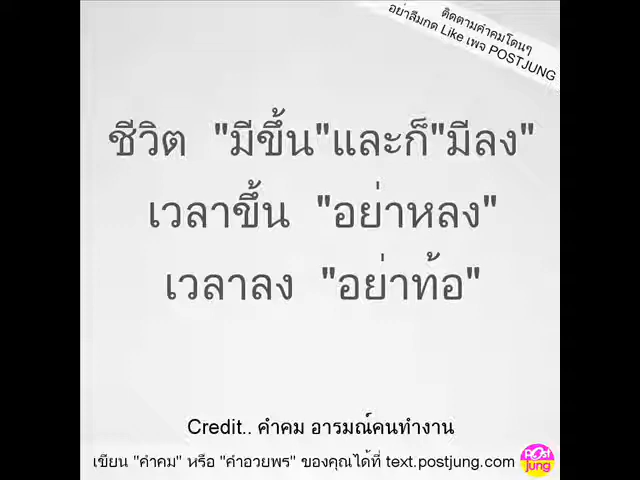 ติดตามคำคมโดนๆ
อย่าลืมกด Like เพจ POSTJUNG
ชีวิต "มีขึ้น"และก็"มีลง"
เวลาขึ้น "อย่าหลง"
เวลาลง "อย่าท้อ"
Credit.. คำคม อารมณ์คนทำงาน
เขียน "คำคม" หรือ "คำอวยพร" ของคุณได้ที่ text.postjung.com
Post
jung